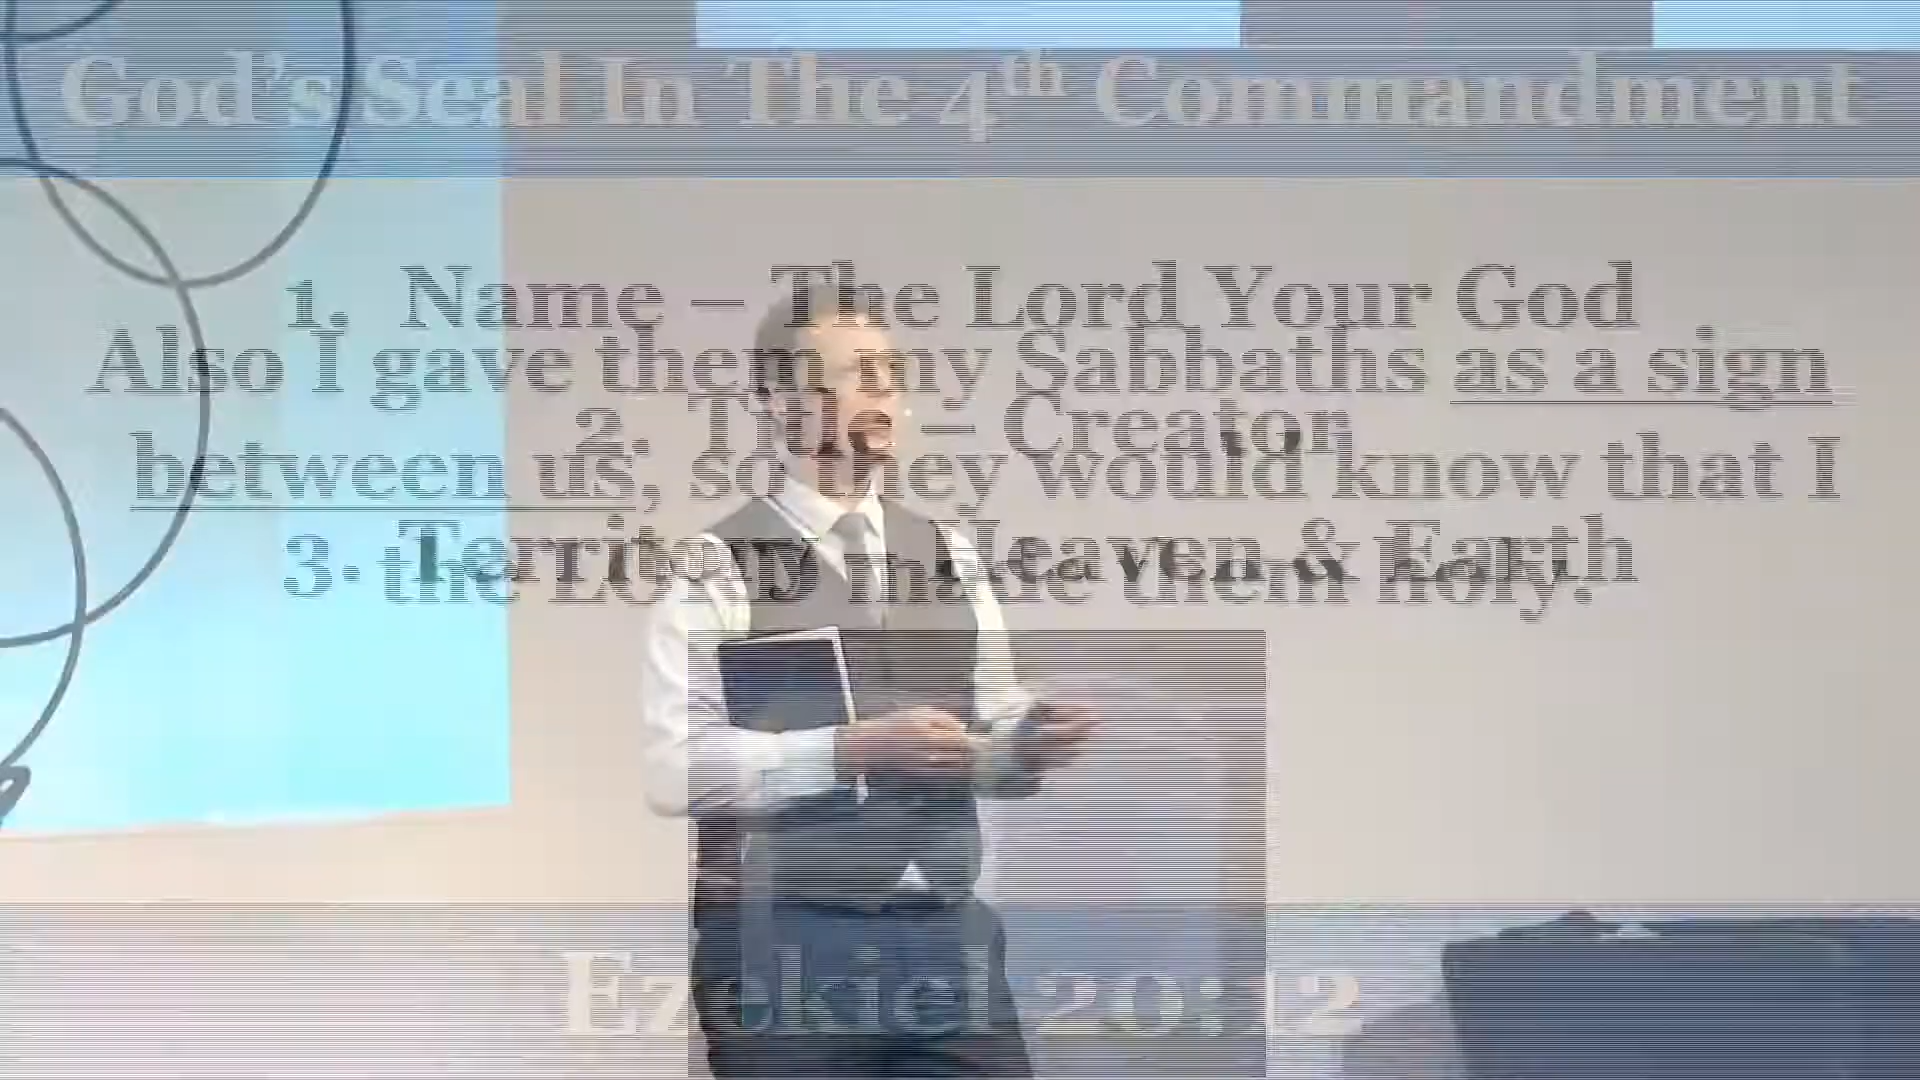 God's Seal In The 4th Commandment
1. Name – The Lord Your God
2. Title – Creator
3. Territory – Heaven & Earth
Also I gave them my Sabbaths as a sign
between us, so they would know that I
the LORD made them holy.
Ezekiel 20:12